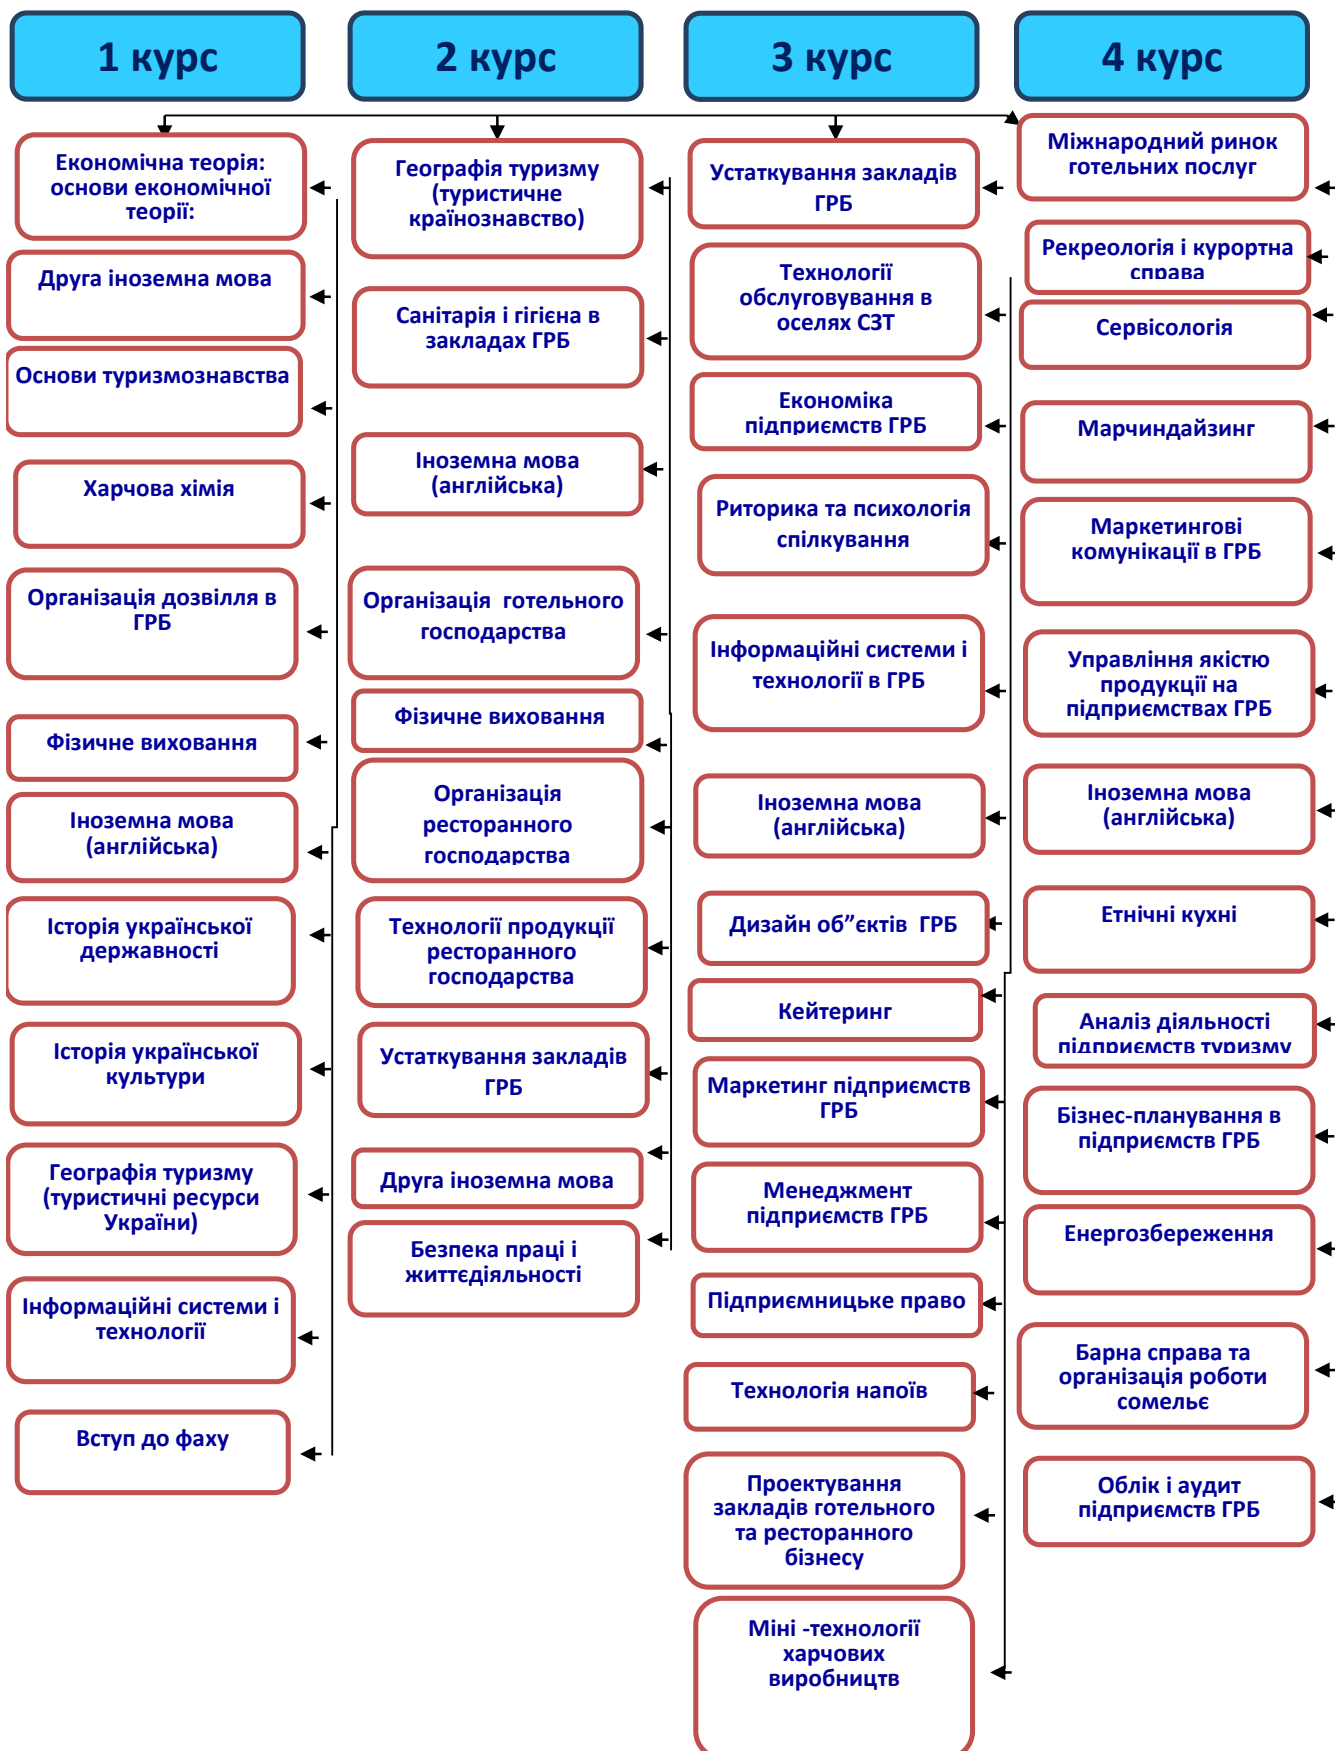 1 курс
2 курс
3 курс
4 курс
Економічна теорія:
основи економічної
теорії:
Друга іноземна мова
Основи туризмознавства
Харчова хімія
Організація дозвілля в
ГРБ
Фізичне виховання
Іноземна мова
(англійська)
Історія української
державності
Історія української
культури
Географія туризму
(туристичні ресурси
України)
Інформаційні системи і
технології
Вступ до фаху
Географія туризму
(туристичне
країнознавство)
Санітарія і гігієна в
закладах ГРБ
Іноземна мова
(англійська)
Організація готельного
господарства
Фізичне виховання
Організація
ресторанного
господарства
Технології продукції
ресторанного
господарства
Устаткування закладів
ГРБ
Друга іноземна мова
Безпека праці і
життєдіяльності
Устаткування закладів
ГРБ
Технології
обслуговування в
оселях СЗТ
Економіка
підприємств ГРБ
Риторика та психологія
спілкування
Інформаційні системи і
технології в ГРБ
Іноземна мова
(англійська)
Дизайн об”єктів ГРБ
Кейтеринг
Маркетинг підприємств
ГРБ
Менеджмент
підприємств ГРБ
Підприємницьке право
Технологія напоїв
Проектування
закладів готельного
та ресторанного
бізнесу
Міні -технології
харчових
виробництв
Міжнародний ринок
готельних послуг
Рекреологія і курортна
справа
Сервісологія
Марчиндайзинг
Маркетингові
комунікації в ГРБ
Управління якістю
продукції на
підприємствах ГРБ
Іноземна мова
(англійська)
Етнічні кухні
Аналіз діяльності
підприємств туризму
Бізнес-планування в
підприємств ГРБ
Енергозбереження
Барна справа та
організація роботи
сомельє
Облік і аудит
підприємств ГРБ